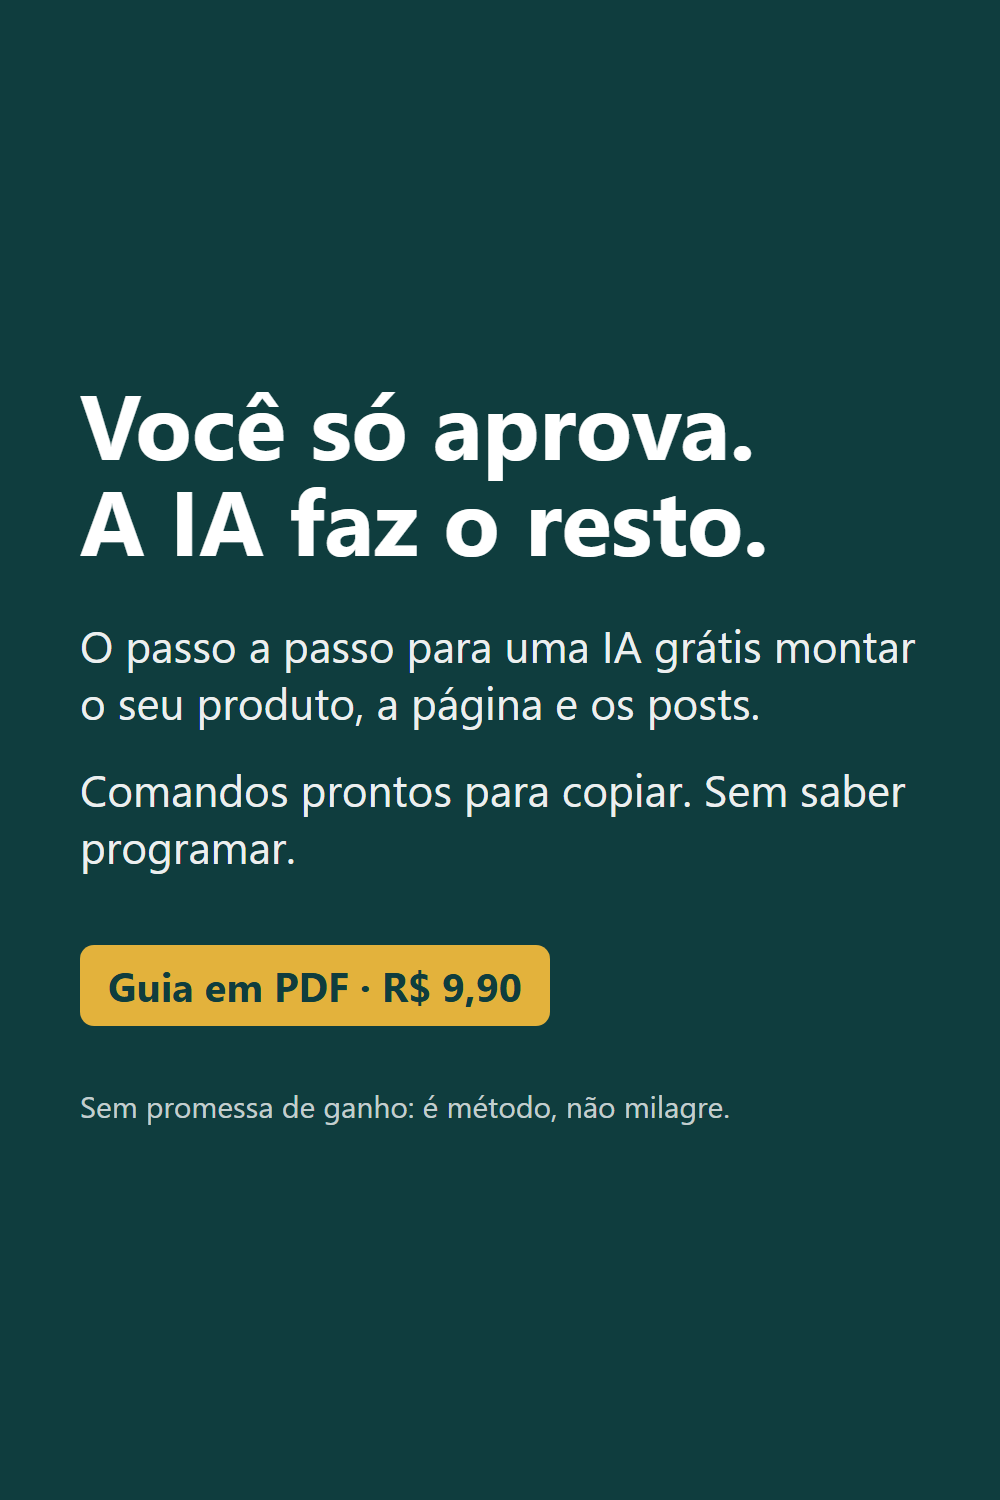 Você só aprova.
A IA faz o resto.
O passo a passo para uma IA grátis montar
o seu produto, a página e os posts.
Comandos prontos para copiar. Sem saber
programar.
Guia em PDF · R$ 9,90
Sem promessa de ganho: é método, não milagre.